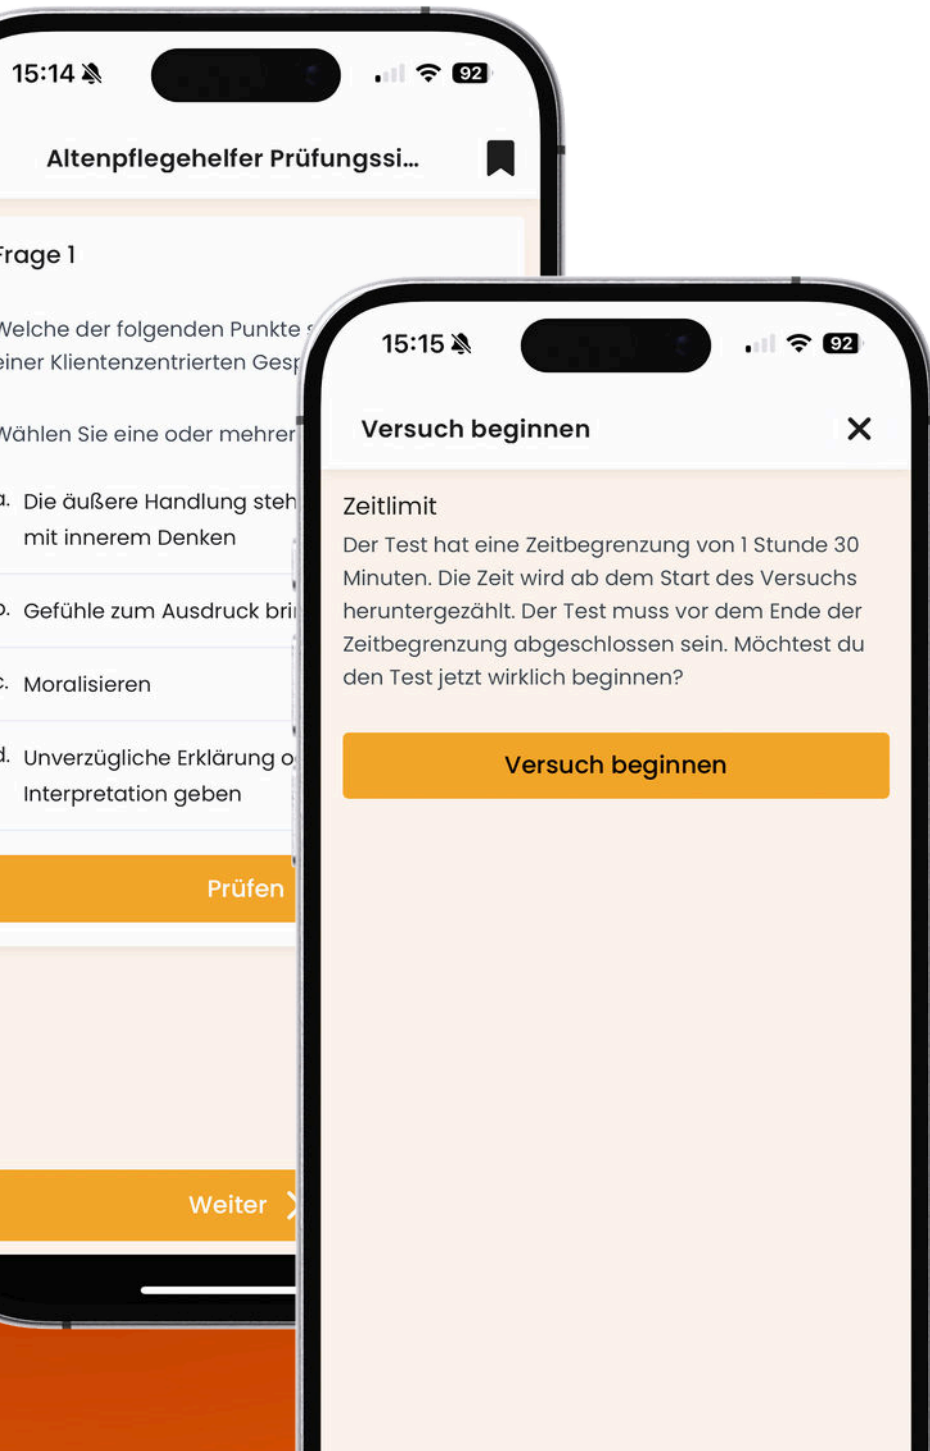 15:14
92
Altenpflegehelfer Prüfungssi...
Frage 1
Welche der folgenden Punkte
einer Klientenzentrierten
Wählen Sie eine oder
a. Die äußere Handlung
mit innerem Denken
b. Gefühle zum Ausdruck
c. Moralisieren
d. Unverzügliche Erklärung
Interpretation geben
Prüfen
Weiter
15:15
92
Versuch beginnen
Zeitlimit
Der Test hat eine Zeitbegrenzung von 1 Stunde 30
Minuten. Die Zeit wird ab dem Start des Versuchs
heruntergezählt. Der Test muss vor dem Ende der
Zeitbegrenzung abgeschlossen sein. Möchtest du
den Test jetzt wirklich beginnen?
Versuch beginnen